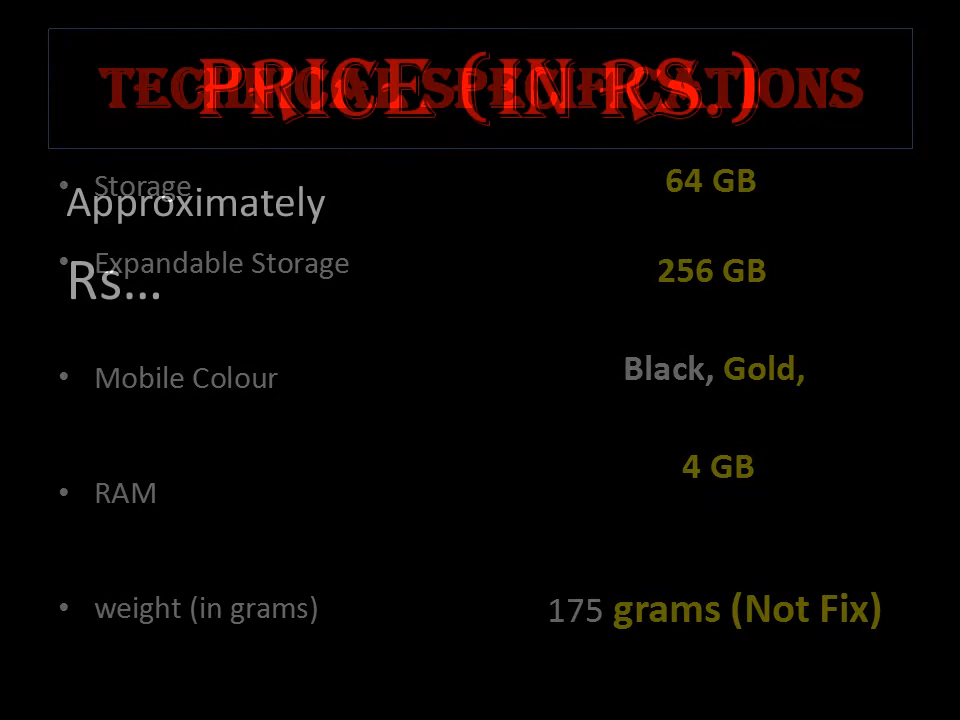 TECHNICAL SPECIFICATIONS
PRICE (IN RS.)
• Storage 64 GB
Approximately
• Expandable Storage 256 GB
Rs...
• Mobile Colour Black, Gold,
• RAM 4 GB
• weight (in grams) 175 grams (Not Fix)